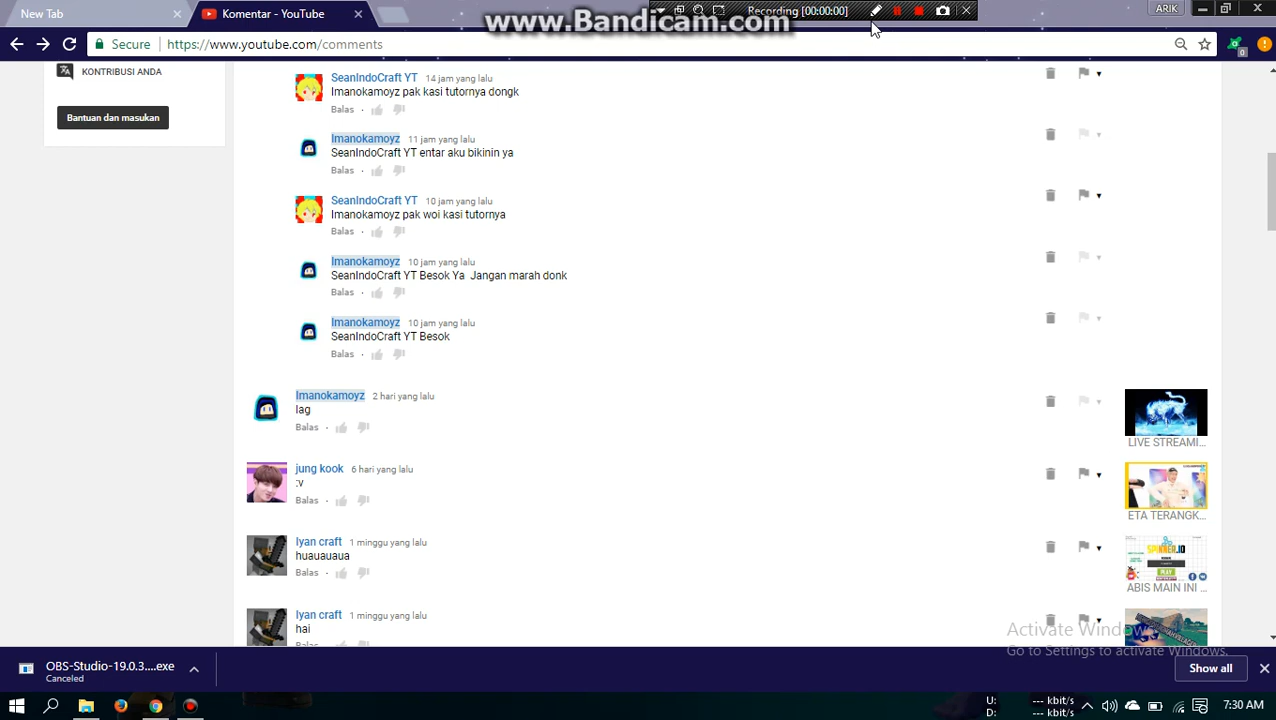 New Tab
Komentar - YouTube
Recording [00:00:00]
ARIK
www.Bandicam.com
Secure
https://www.youtube.com/comments
0
KONTRIBUSI ANDA
Bantuan dan masukan
SeanIndoCraft YT 14 jam yang lalu
Imanokamoyz pak kasi tutornya dongk
Balas
Imanokamoyz 11 jam yang lalu
SeanIndoCraft YT entar aku bikinin ya
Balas
SeanIndoCraft YT 10 jam yang lalu
Imanokamoyz pak woi kasi tutornya
Balas
Imanokamoyz 10 jam yang lalu
SeanIndoCraft YT Besok Ya Jangan marah donk
Balas
Imanokamoyz 10 jam yang lalu
SeanIndoCraft YT Besok
Balas
Imanokamoyz 2 hari yang lalu
lag
Balas
LIVE STREAMI...
jung kook 6 hari yang lalu
:v
Balas
ETA TERANGK...
Iyan craft 1 minggu yang lalu
huauauaua
Balas
SPINNER.IO
PLAY
ABIS MAIN INI ...
Iyan craft 1 minggu yang lalu
hai
Balas
Activate Windows
Go to Settings to activate Windows.
OBS-Studio-19.0.3....exe
Canceled
Show all
U: --- kbit/s
D: --- kbit/s
7:30 AM